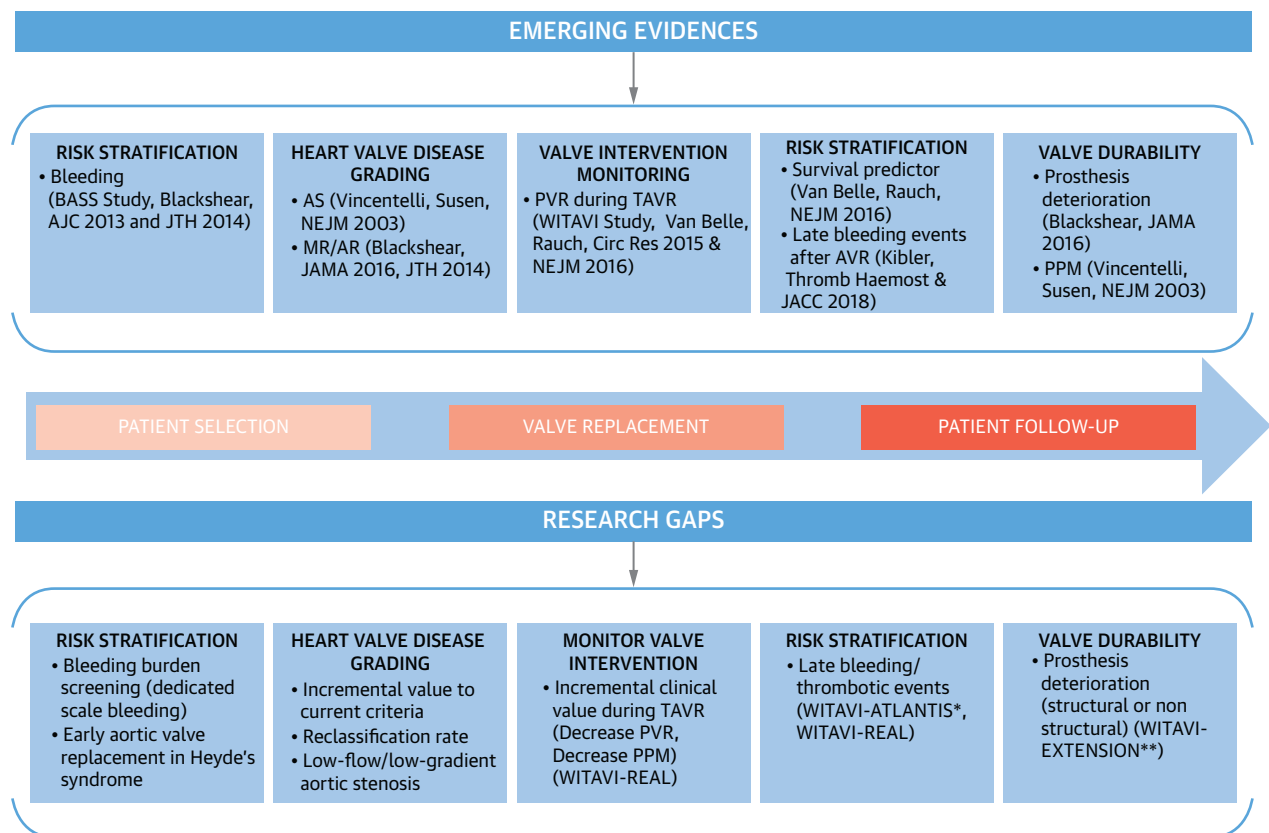 EMERGING EVIDENCES
RISK STRATIFICATION
• Bleeding
(BASS Study, Blackshear,
AJC 2013 and JTH 2014)
HEART VALVE DISEASE
GRADING
• AS (Vincentelli, Susen,
NEJM 2003)
• MR/AR (Blackshear,
JAMA 2016, JTH 2014)
VALVE INTERVENTION
MONITORING
• PVR during TAVR
(WITAVI Study, Van Belle,
Rauch, Circ Res 2015 &
NEJM 2016)
RISK STRATIFICATION
• Survival predictor
(Van Belle, Rauch,
NEJM 2016)
• Late bleeding events
after AVR (Kibler,
Thromb Haemost &
JACC 2018)
VALVE DURABILITY
• Prosthesis
deterioration
(Blackshear, JAMA
2016)
• PPM (Vincentelli,
Susen, NEJM 2003)
PATIENT SELECTION
VALVE REPLACEMENT
PATIENT FOLLOW-UP
RESEARCH GAPS
RISK STRATIFICATION
• Bleeding burden
screening (dedicated
scale bleeding)
• Early aortic valve
replacement in Heyde's
syndrome
HEART VALVE DISEASE
GRADING
• Incremental value to
current criteria
• Reclassification rate
• Low-flow/low-gradient
aortic stenosis
MONITOR VALVE
INTERVENTION
• Incremental clinical
value during TAVR
(Decrease PVR,
Decrease PPM)
(WITAVI-REAL)
RISK STRATIFICATION
• Late bleeding/
thrombotic events
(WITAVI-ATLANTIS*,
WITAVI-REAL)
VALVE DURABILITY
• Prosthesis
deterioration
(structural or non
structural) (WITAVI-
EXTENSION**)